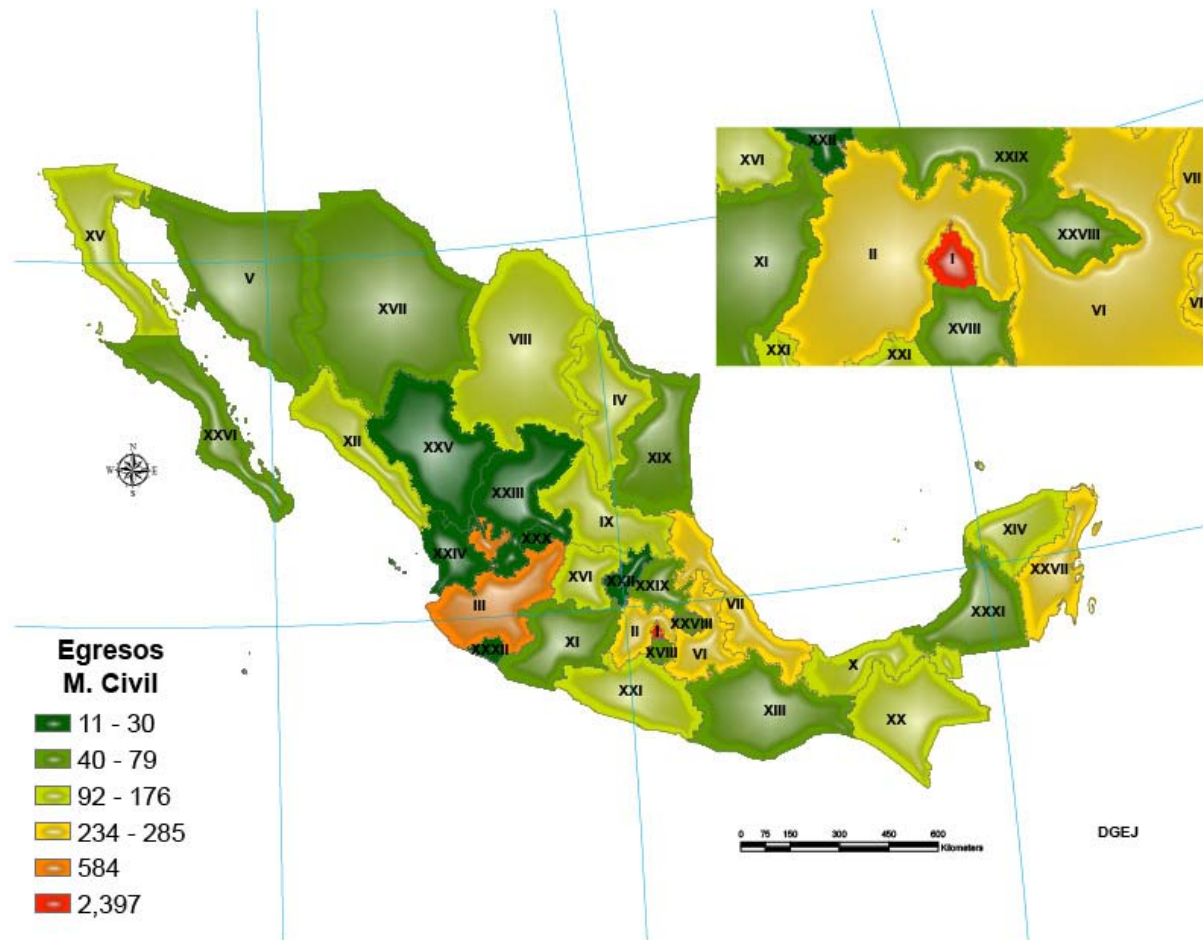 XXII
XVI
XXIX
VII
XXVIII
XI
II
I
VI
VI
XVIII
XXI
XXI
XV
V
XVII
VIII
IV
XXVI
XII
XXV
XIX
N
W
E
S
XXIII
IX
XIV
XXIV
XXX
XXVII
XVI
XXII
XXIX
III
VII
XXXI
II
I
XXVIII
XI
XVIII
VI
XXXII
X
XXI
XIII
XX
Egresos
M. Civil
11 - 30
40 - 79
92 - 176
234 - 285
584
2,397
0 75 150 300 450 600
Kilometers
DGEJ